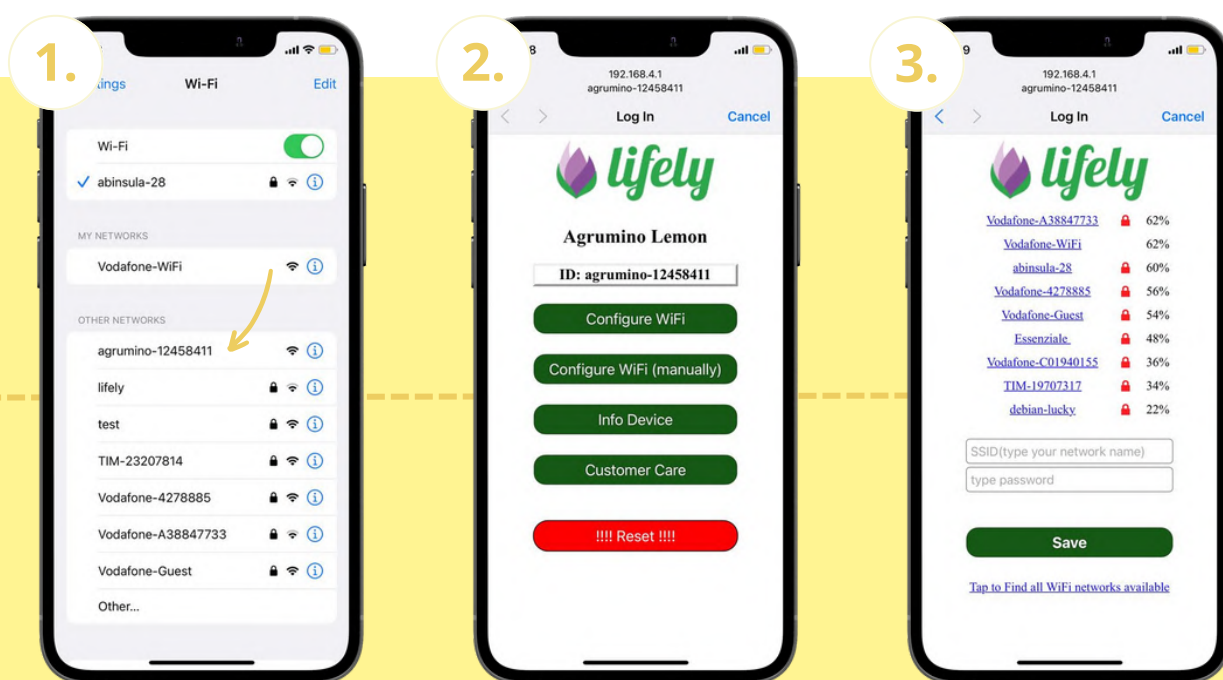 1.
Wi-Fi
Edit
Wi-Fi
abinsula-28
MY NETWORKS
Vodafone-WiFi
OTHER NETWORKS
agrumino-12458411
lifely
test
TIM-23207814
Vodafone-4278885
Vodafone-A38847733
Vodafone-Guest
Other...
2.
8
192.168.4.1
agrumino-12458411
Log In
Cancel
lifely
Agrumino Lemon
ID: agrumino-12458411
Configure WiFi
Configure WiFi (manually)
Info Device
Customer Care
!!!! Reset !!!!
3.
9
192.168.4.1
agrumino-12458411
Log In
Cancel
lifely
Vodafone-A38847733 62%
Vodafone-WiFi 62%
abinsula-28 60%
Vodafone-4278885 56%
Vodafone-Guest 54%
Essenziale 48%
Vodafone-C01940155 36%
TIM-19707317 34%
debian-lucky 22%
SSID(type your network name)
type password
Save
Tap to Find all WiFi networks available